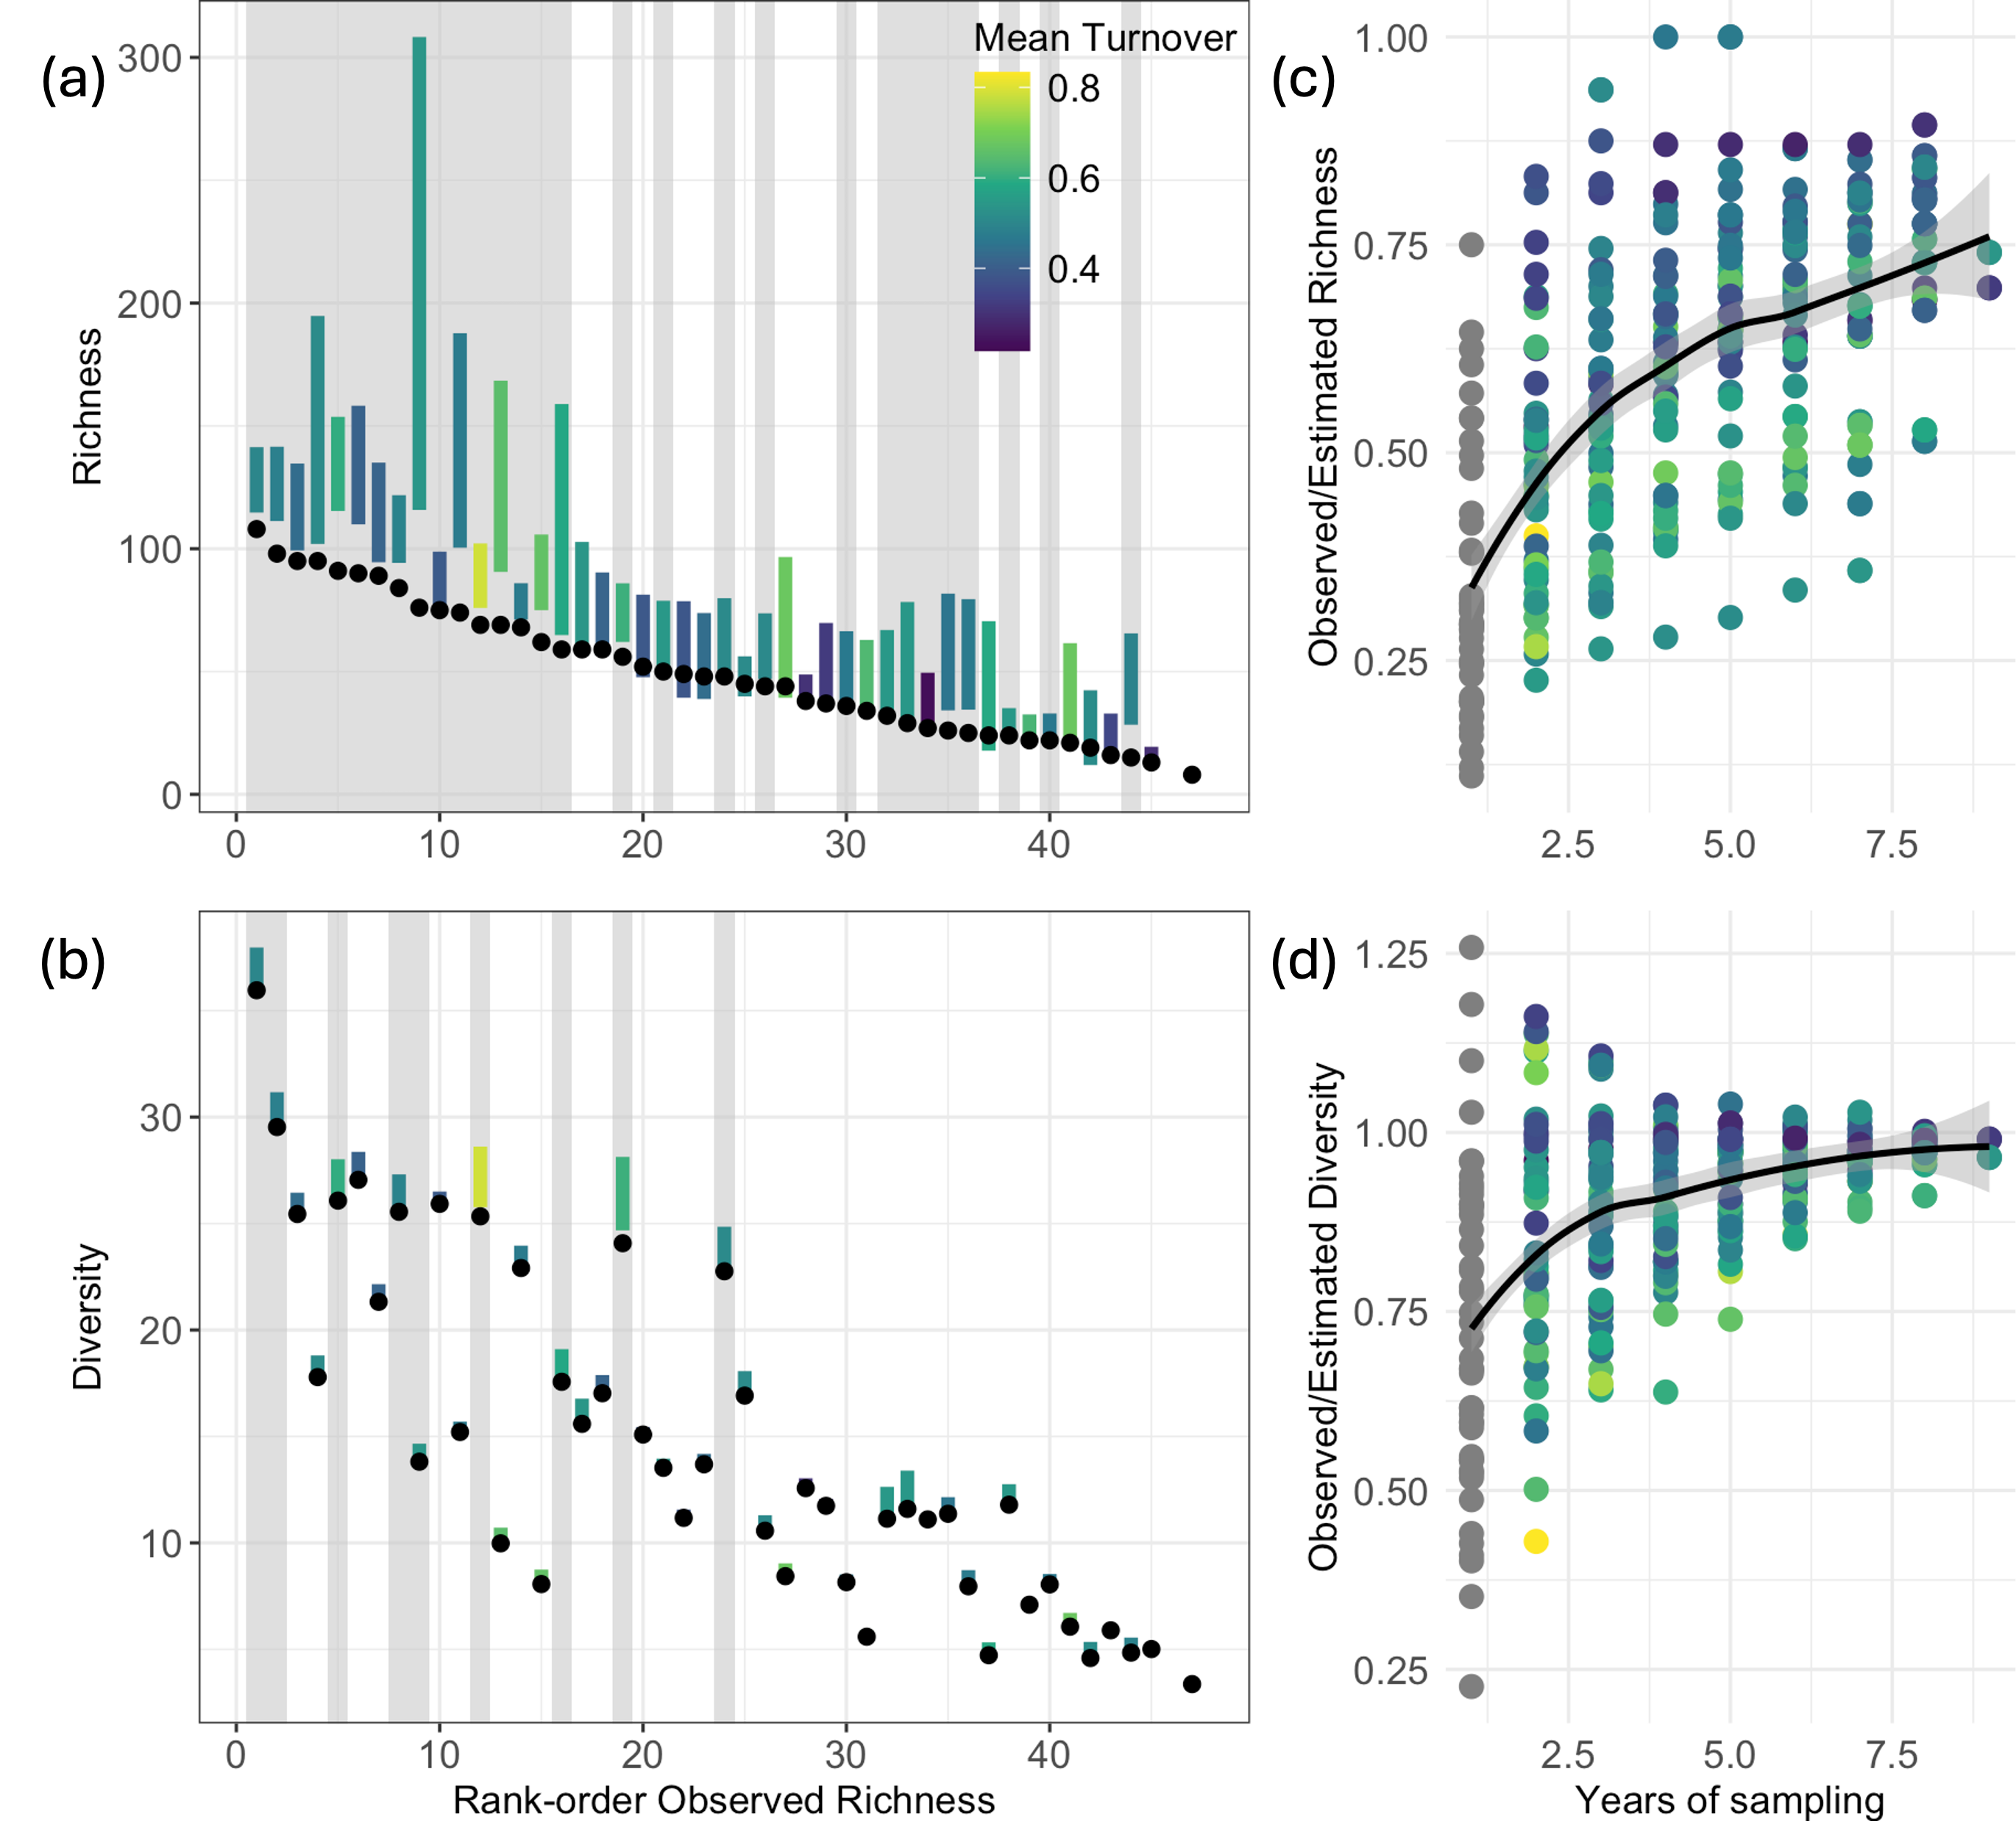 (a)
Richness
300
200
100
0
0 10 20 30 40
Mean Turnover
0.8
0.6
0.4
(c)
Observed/Estimated Richness
1.00
0.75
0.50
0.25
2.5 5.0 7.5
(b)
Diversity
30
20
10
0 10 20 30 40
Rank-order Observed Richness
(d)
Observed/Estimated Diversity
1.25
1.00
0.75
0.50
0.25
2.5 5.0 7.5
Years of sampling